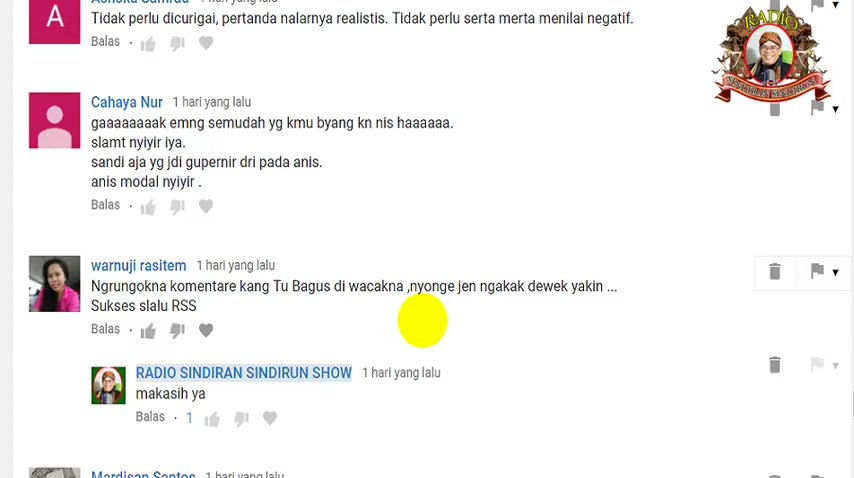 1 hari yang lalu
Tidak perlu dicurigai, pertanda nalarnya realistis. Tidak perlu serta merta menilai negatif.
Balas
A
RADIO
SINDIRAN SINDIRUN
Cahaya Nur 1 hari yang lalu
gaaaaaaaak emng semudah yg kmu byang kn nis haaaaaa.
slamt nyiyir iya.
sandi aja yg jdi gupernir dri pada anis.
anis modal nyiyir .
Balas
warnuji rasitem 1 hari yang lalu
Ngrungokna komentare kang Tu Bagus di wacakna ,nyonge jen ngakak dewek yakin ...
Sukses slalu RSS
Balas
RADIO SINDIRAN SINDIRUN SHOW 1 hari yang lalu
makasih ya
Balas · 1
Mardisan Santos 1 hari yang lalu